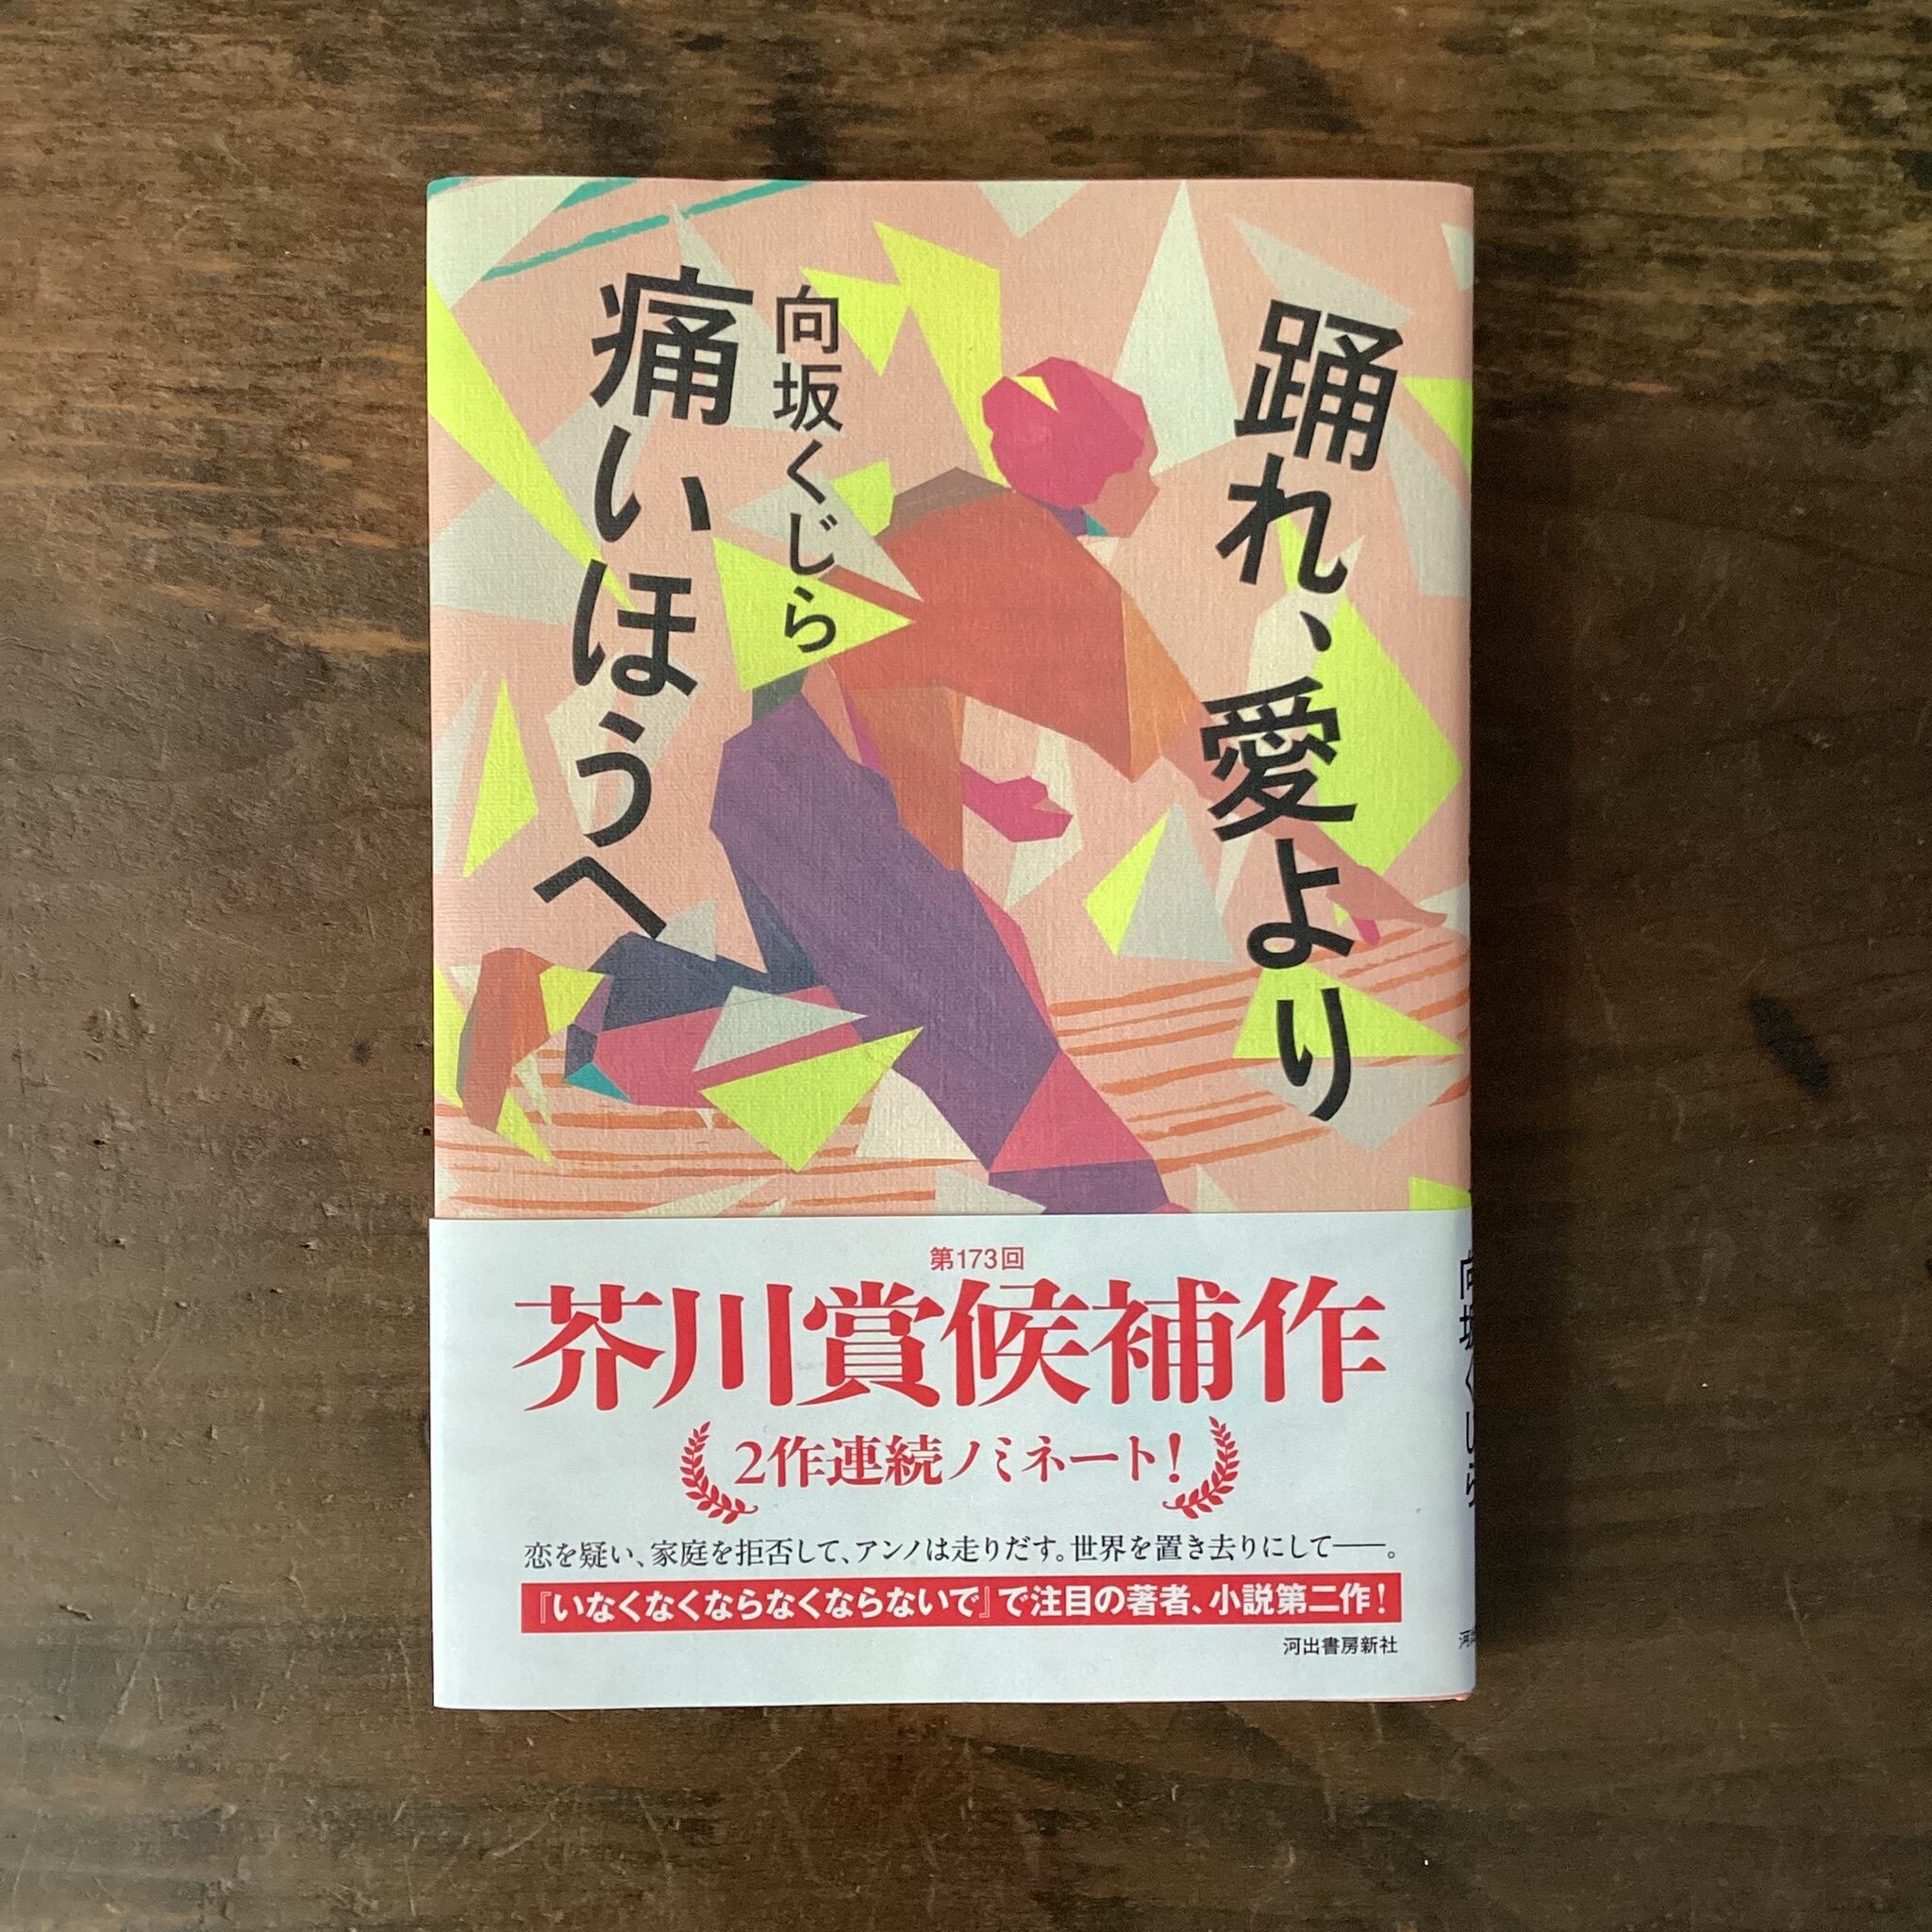 踊れ、愛より
痛いほうへ
向坂くじら
第173回
芥川賞候補作
2作連続ノミネート!
恋を疑い、家庭を拒否して、アンノは走りだす。世界を置き去りにして——。
『いなくなくならなくならないで』で注目の著者、小説第二作!
河出書房新社
向坂くじら